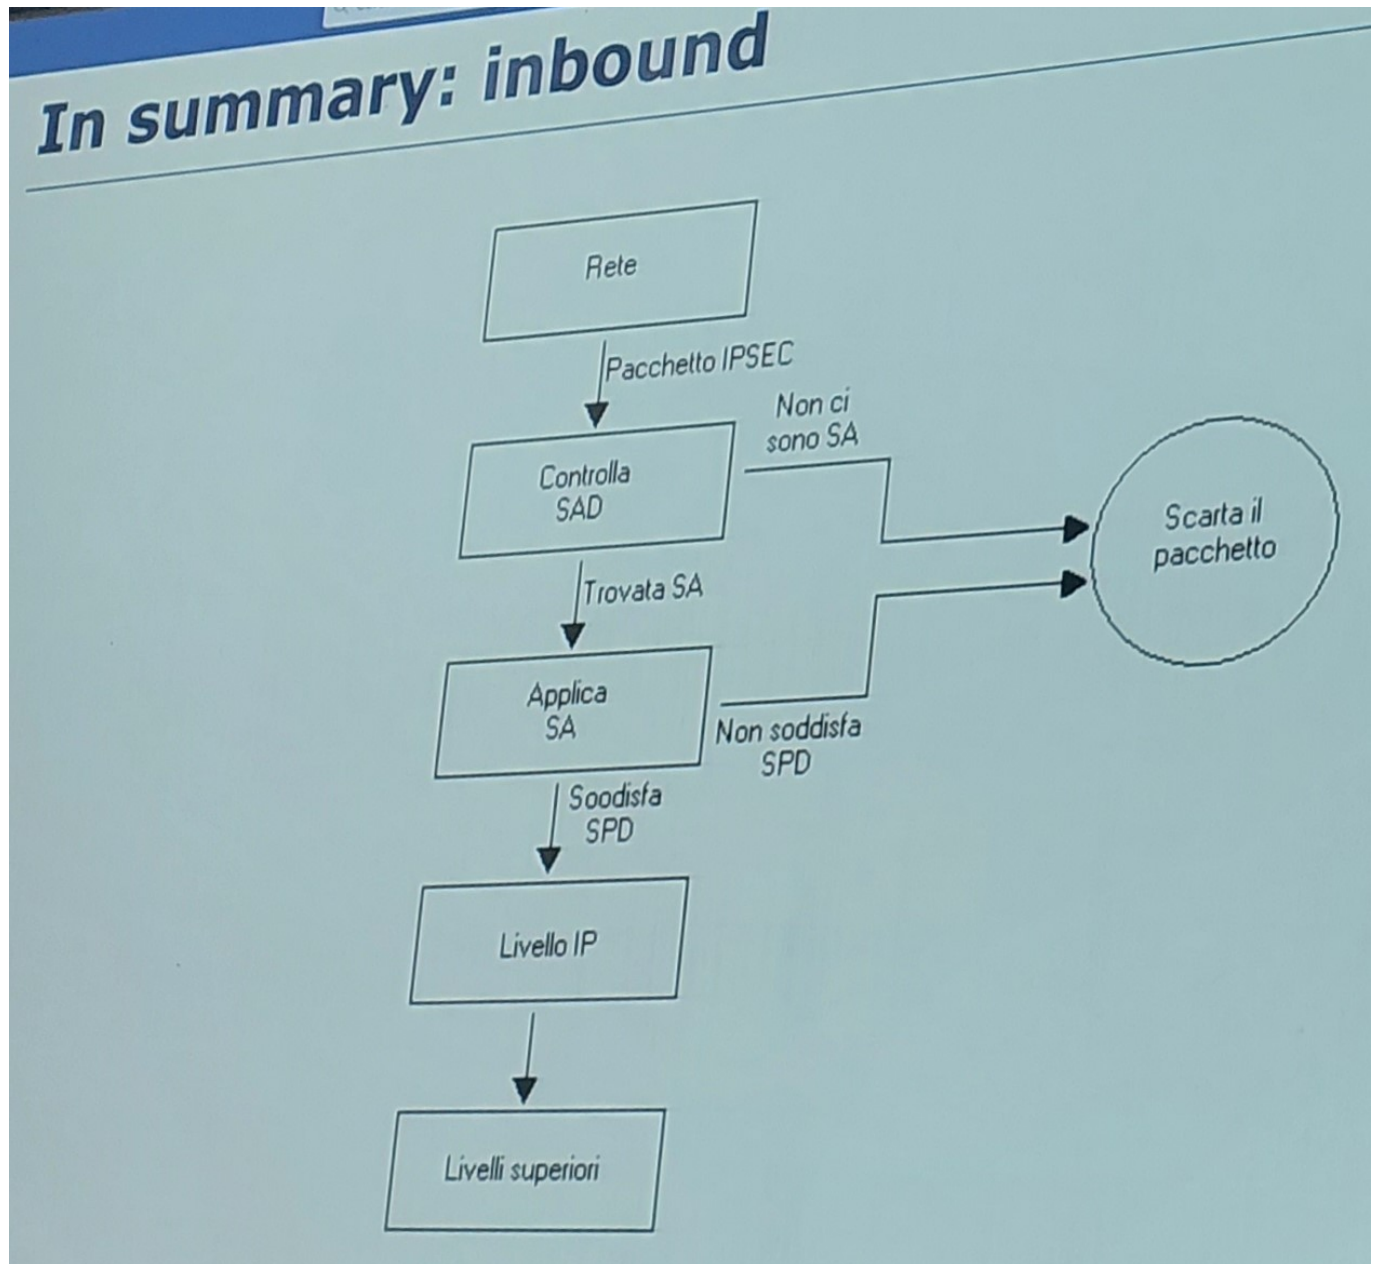 In summary: inbound
Rete
Pacchetto IPSEC
Non ci
sono SA
Controlla
SAD
Scarta il
pacchetto
Trovata SA
Applica
SA
Non soddisfa
SPD
Soodisfa
SPD
Livello IP
Livelli superiori